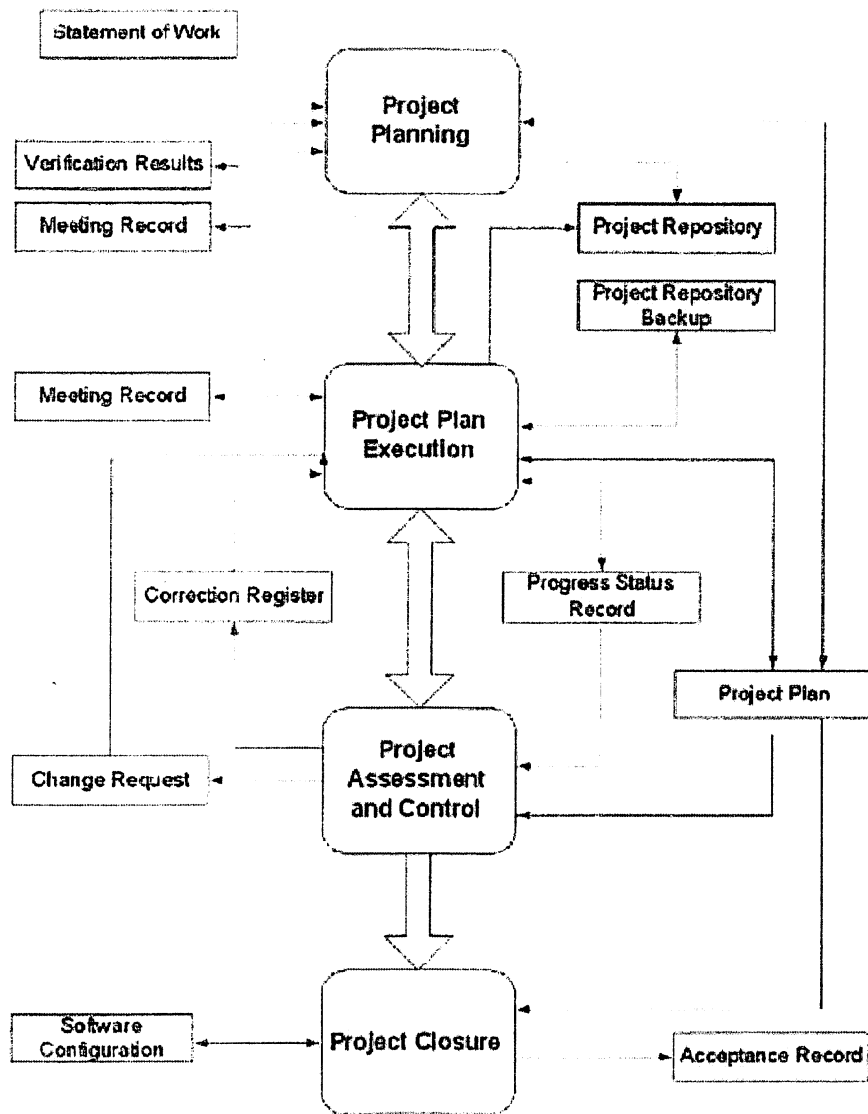 Statement of Work
Project
Planning
Verification Results
Meeting Record
Project Repository
Project Repository
Backup
Meeting Record
Project Plan
Execution
Correction Register
Progress Status
Record
Project Plan
Change Request
Project
Assessment
and Control
Software
Configuration
Project Closure
Acceptance Record